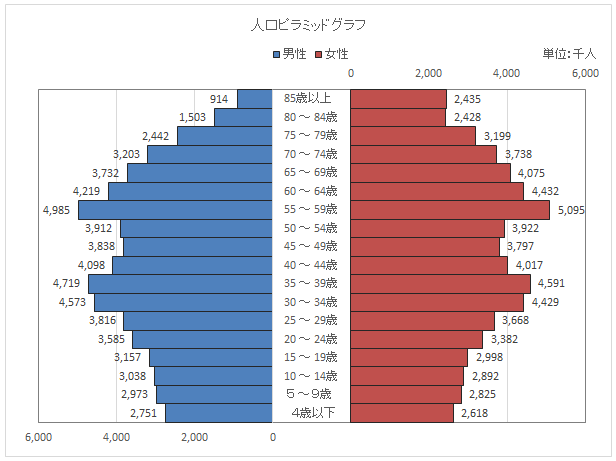 人口ピラミッドグラフ
男性 女性 単位:千人
0 2,000 4,000 6,000
914 85歳以上 2,435
1,503 80～84歳 2,428
2,442 75～79歳 3,199
3,203 70～74歳 3,738
3,732 65～69歳 4,075
4,219 60～64歳 4,432
4,985 55～59歳 5,095
3,912 50～54歳 3,922
3,838 45～49歳 3,797
4,098 40～44歳 4,017
4,719 35～39歳 4,591
4,573 30～34歳 4,429
3,816 25～29歳 3,668
3,585 20～24歳 3,382
3,157 15～19歳 2,998
3,038 10～14歳 2,892
2,973 ５～９歳 2,825
2,751 ４歳以下 2,618
6,000 4,000 2,000 0